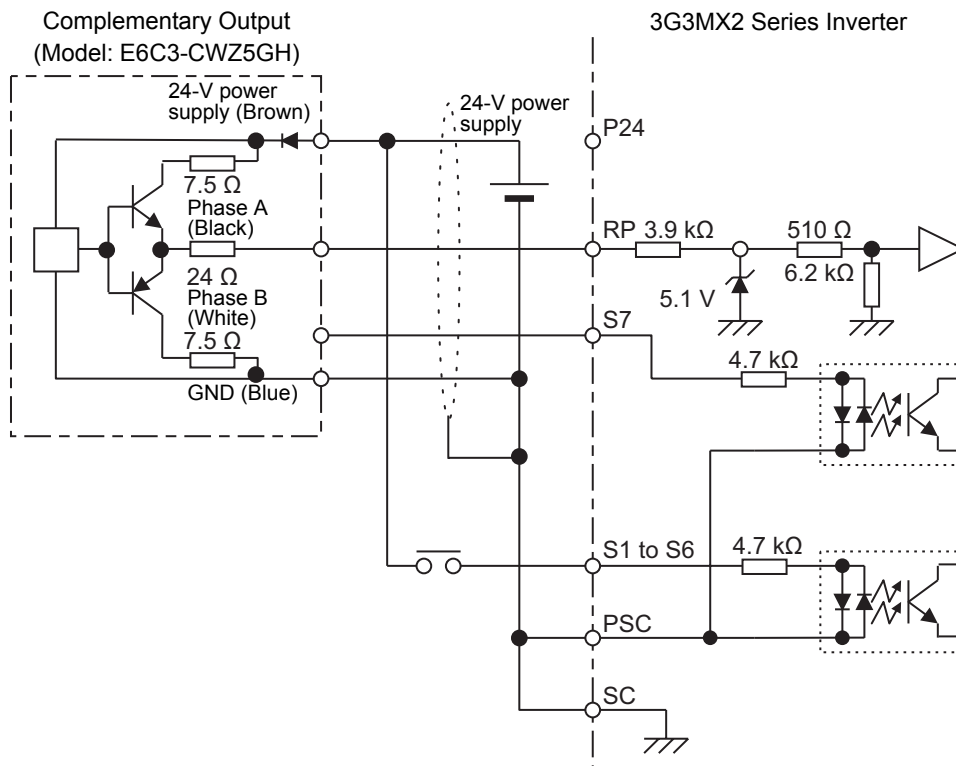 Complementary Output
(Model: E6C3-CWZ5GH)
3G3MX2 Series Inverter
24-V power
supply (Brown)
24-V power
supply
P24
7.5 Ω
Phase A
(Black)
RP
3.9 kΩ
510 Ω
6.2 kΩ
5.1 V
24 Ω
Phase B
(White)
S7
7.5 Ω
4.7 kΩ
GND (Blue)
S1 to S6
4.7 kΩ
PSC
SC